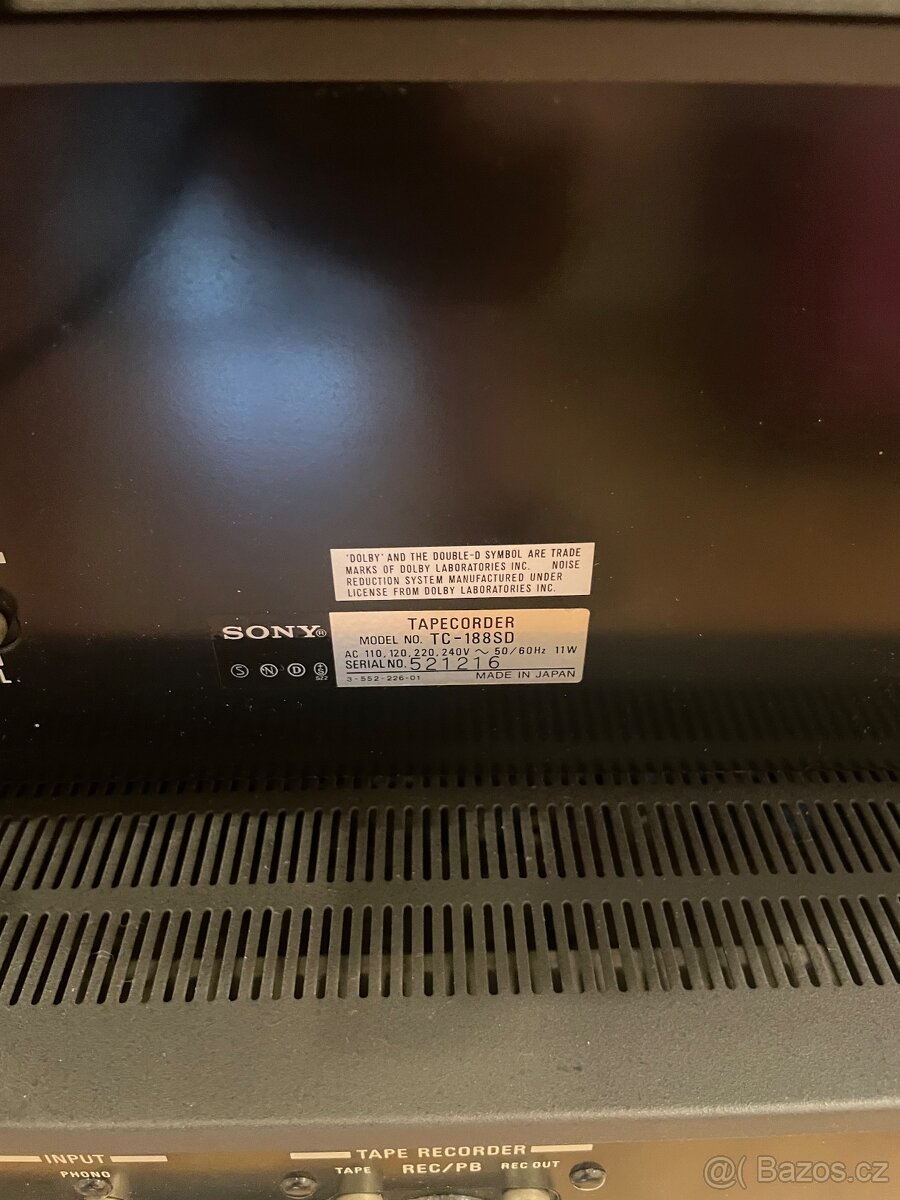 'DOLBY' AND THE DOUBLE-D SYMBOL ARE TRADE
MARKS OF DOLBY LABORATORIES INC. NOISE
REDUCTION SYSTEM MANUFACTURED UNDER
LICENSE FROM DOLBY LABORATORIES INC.
SONY®
TAPECORDER
MODEL NO. TC-188SD
AC 110, 120, 220, 240V ~ 50/60Hz 11W
SERIAL NO. 521216
3-552-226-01 MADE IN JAPAN
S N D S
522
INPUT
PHONO
TAPE RECORDER
TAPE REC/PB REC OUT
@ Bazos.cz